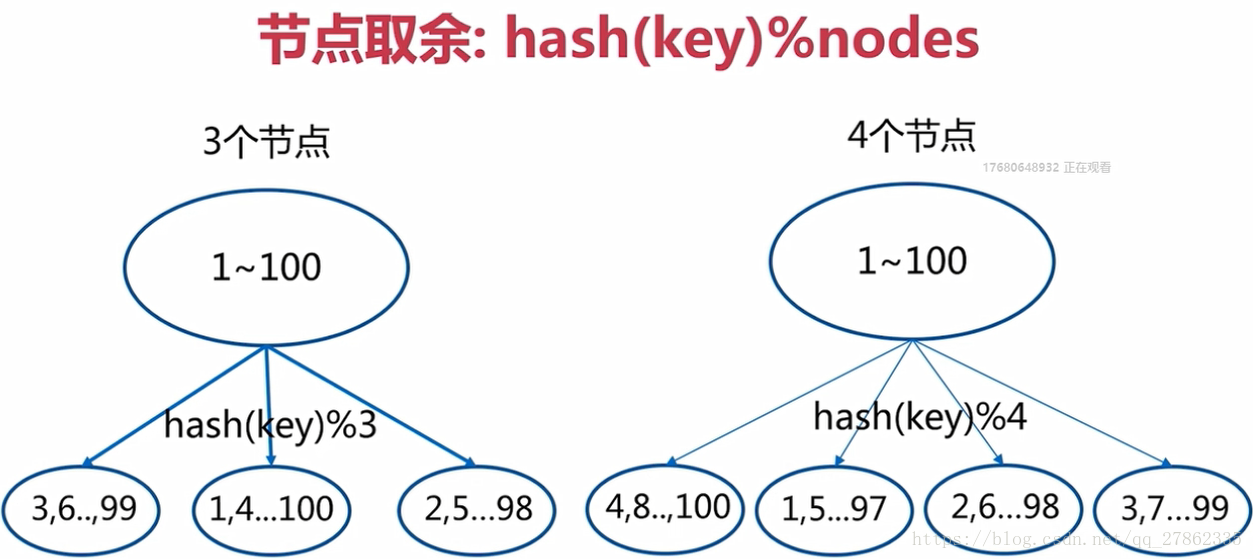 节点取余: hash(key)%nodes
3个节点
4个节点
17680648932 正在观看
1~100
1~100
hash(key)%3
hash(key)%4
3,6..,99
1,4...100
2,5...98
4,8..,100
1,5...97
2,6...98
3,7...99
https://blog.csdn.net/qq_27862335